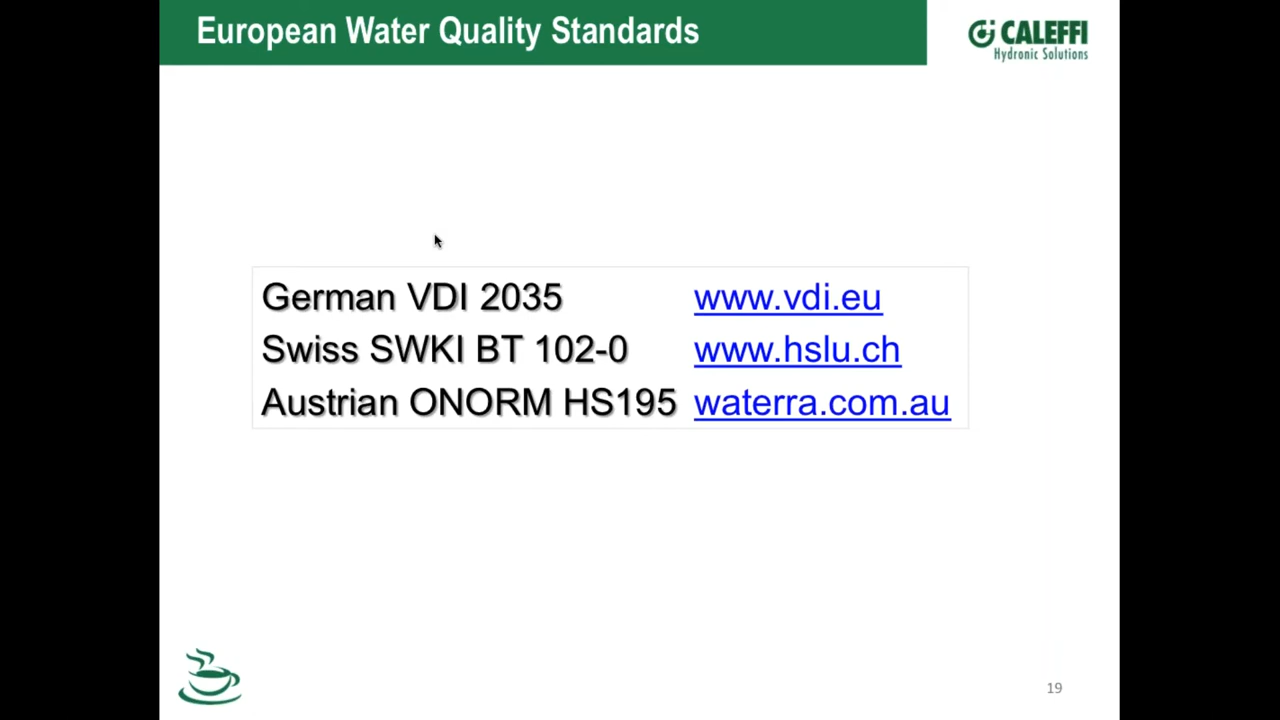 European Water Quality Standards
CALEFFI
Hydronic Solutions
German VDI 2035 www.vdi.eu
Swiss SWKI BT 102-0 www.hslu.ch
Austrian ONORM HS195 waterra.com.au
19